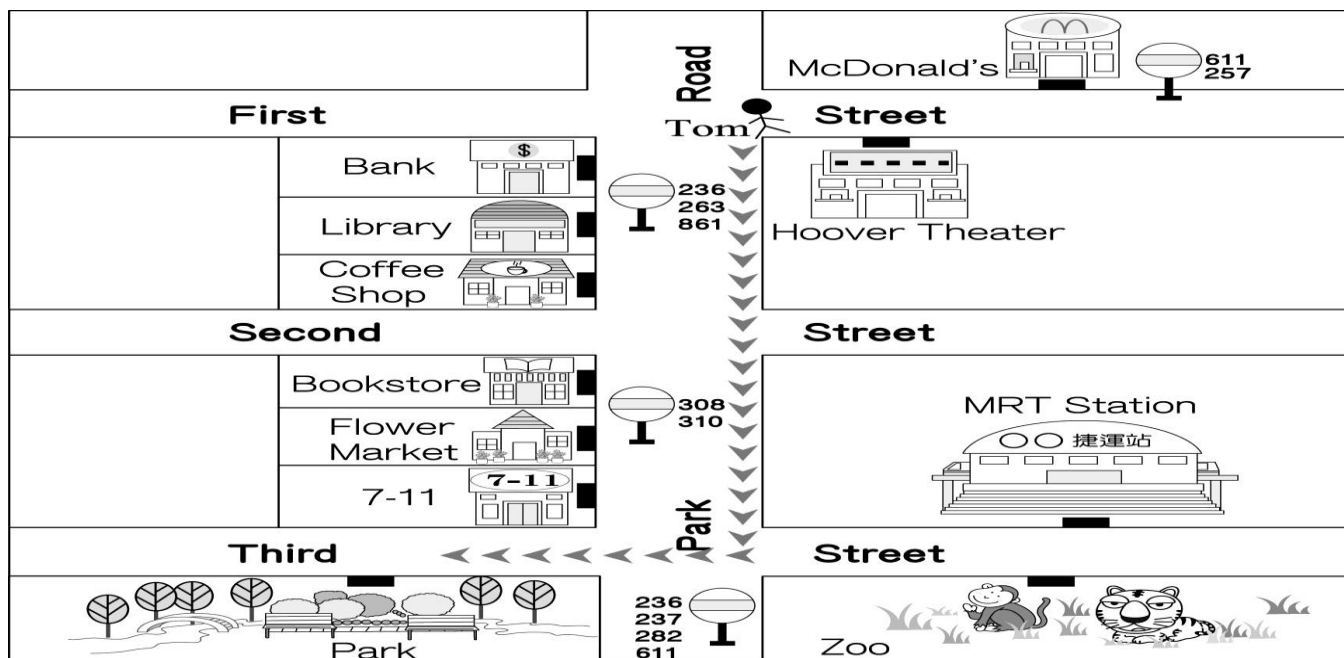 McDonald's
611
257
Road
First Street
Tom
Bank
$
236
263
861
Library
Hoover Theater
Coffee
Shop
Second Street
Bookstore
308
310
MRT Station
Flower
Market
○○捷運站
7-11
7-11
Park
Third Street
236
237
282
611
Park
Zoo